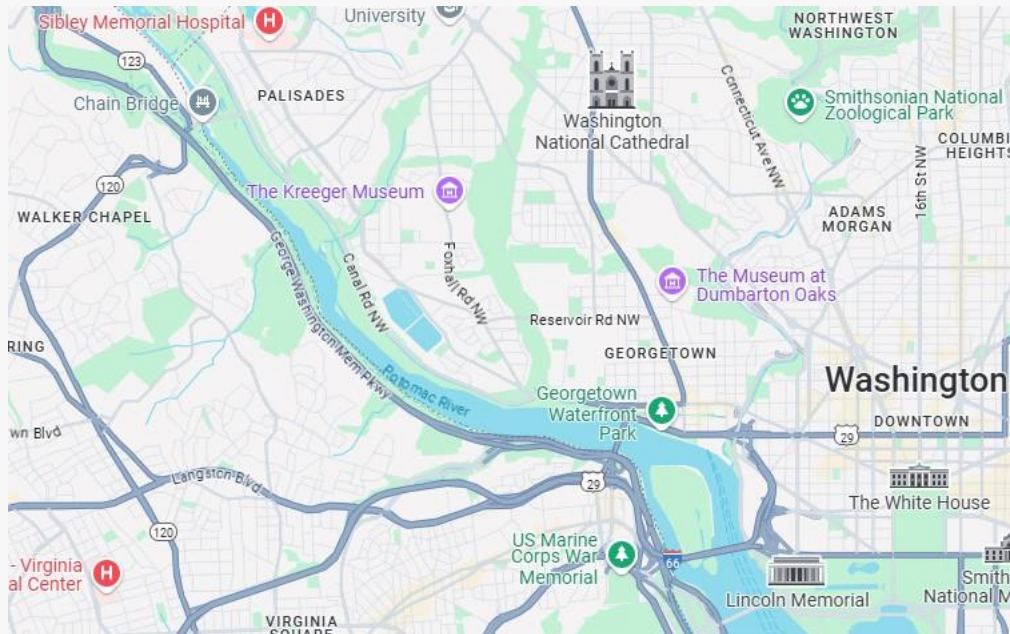 Sibley Memorial Hospital
H
University
NORTHWEST
WASHINGTON
123
Chain Bridge
PALISADES
Washington
National Cathedral
Connecticut Ave NW
Smithsonian National
Zoological Park
COLUMBI
HEIGHTS
16th St NW
120
The Kreeger Museum
WALKER CHAPEL
ADAMS
MORGAN
George Washington Mem Pkwy
Canal Rd NW
Foxhall Rd NW
The Museum at
Dumbarton Oaks
Reservoir Rd NW
RING
GEORGETOWN
Potomac River
Georgetown
Waterfront
Park
Washington
DOWNTOWN
29
wn Blvd
Langston Blvd
29
The White House
120
US Marine
Corps War
Memorial
66
- Virginia
al Center
H
Lincoln Memorial
Smith
National M
VIRGINIA
SQUARE